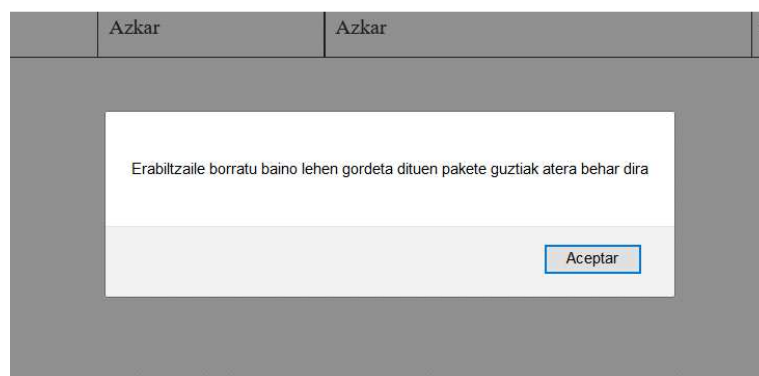 Azkar Azkar
Erabiltzaile borratu baino lehen gordeta dituen pakete guztiak atera behar dira
Aceptar